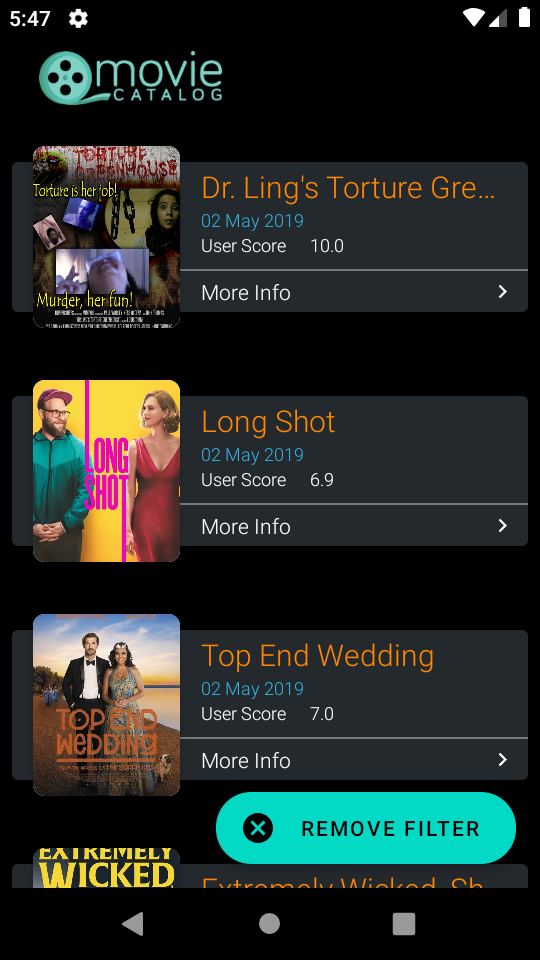 5:47
movie
CATALOG
TORTURE
GREENHOUSE
Torture is her job!
Murder, her fun!
Dr. Ling's Torture Gre...
02 May 2019
User Score 10.0
More Info
LONG
SHOT
Long Shot
02 May 2019
User Score 6.9
More Info
TOP END
WEDDING
Top End Wedding
02 May 2019
User Score 7.0
More Info
REMOVE FILTER
EXTREMELY
WICKED
Extremely Wicked, Sh